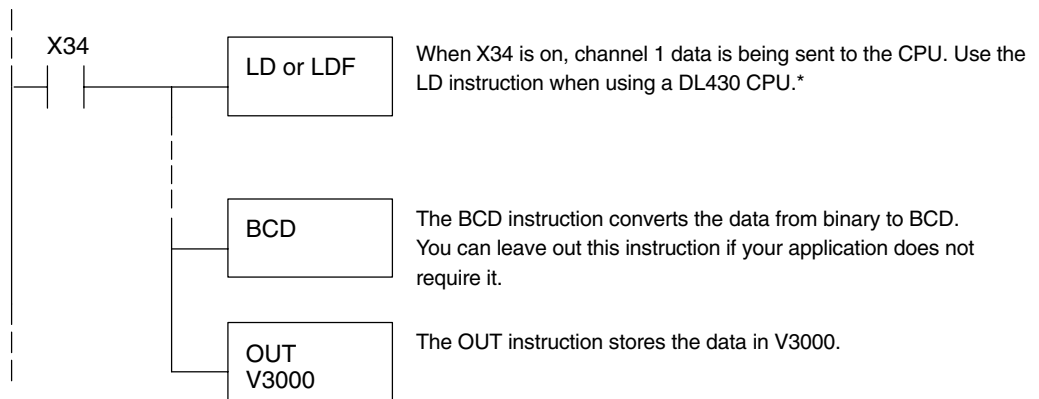 X34
LD or LDF
When X34 is on, channel 1 data is being sent to the CPU. Use the
LD instruction when using a DL430 CPU.*
BCD
The BCD instruction converts the data from binary to BCD.
You can leave out this instruction if your application does not
require it.
OUT
V3000
The OUT instruction stores the data in V3000.